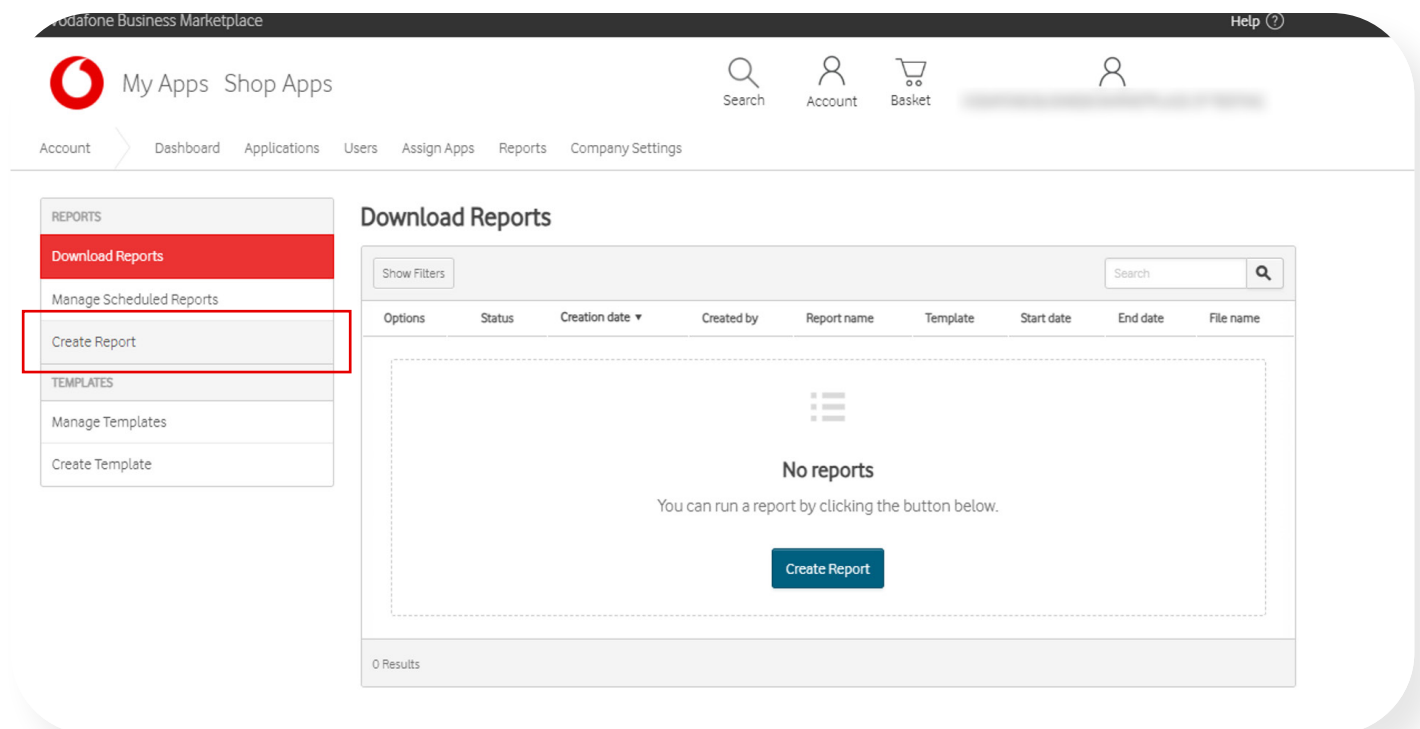 Vodafone Business Marketplace Help ?
My Apps Shop Apps
Search Account Basket
Account Dashboard Applications Users Assign Apps Reports Company Settings
REPORTS
Download Reports
Manage Scheduled Reports
Create Report
TEMPLATES
Manage Templates
Create Template
Download Reports
Show Filters Search
Options Status Creation date ▼ Created by Report name Template Start date End date File name
No reports
You can run a report by clicking the button below.
Create Report
0 Results